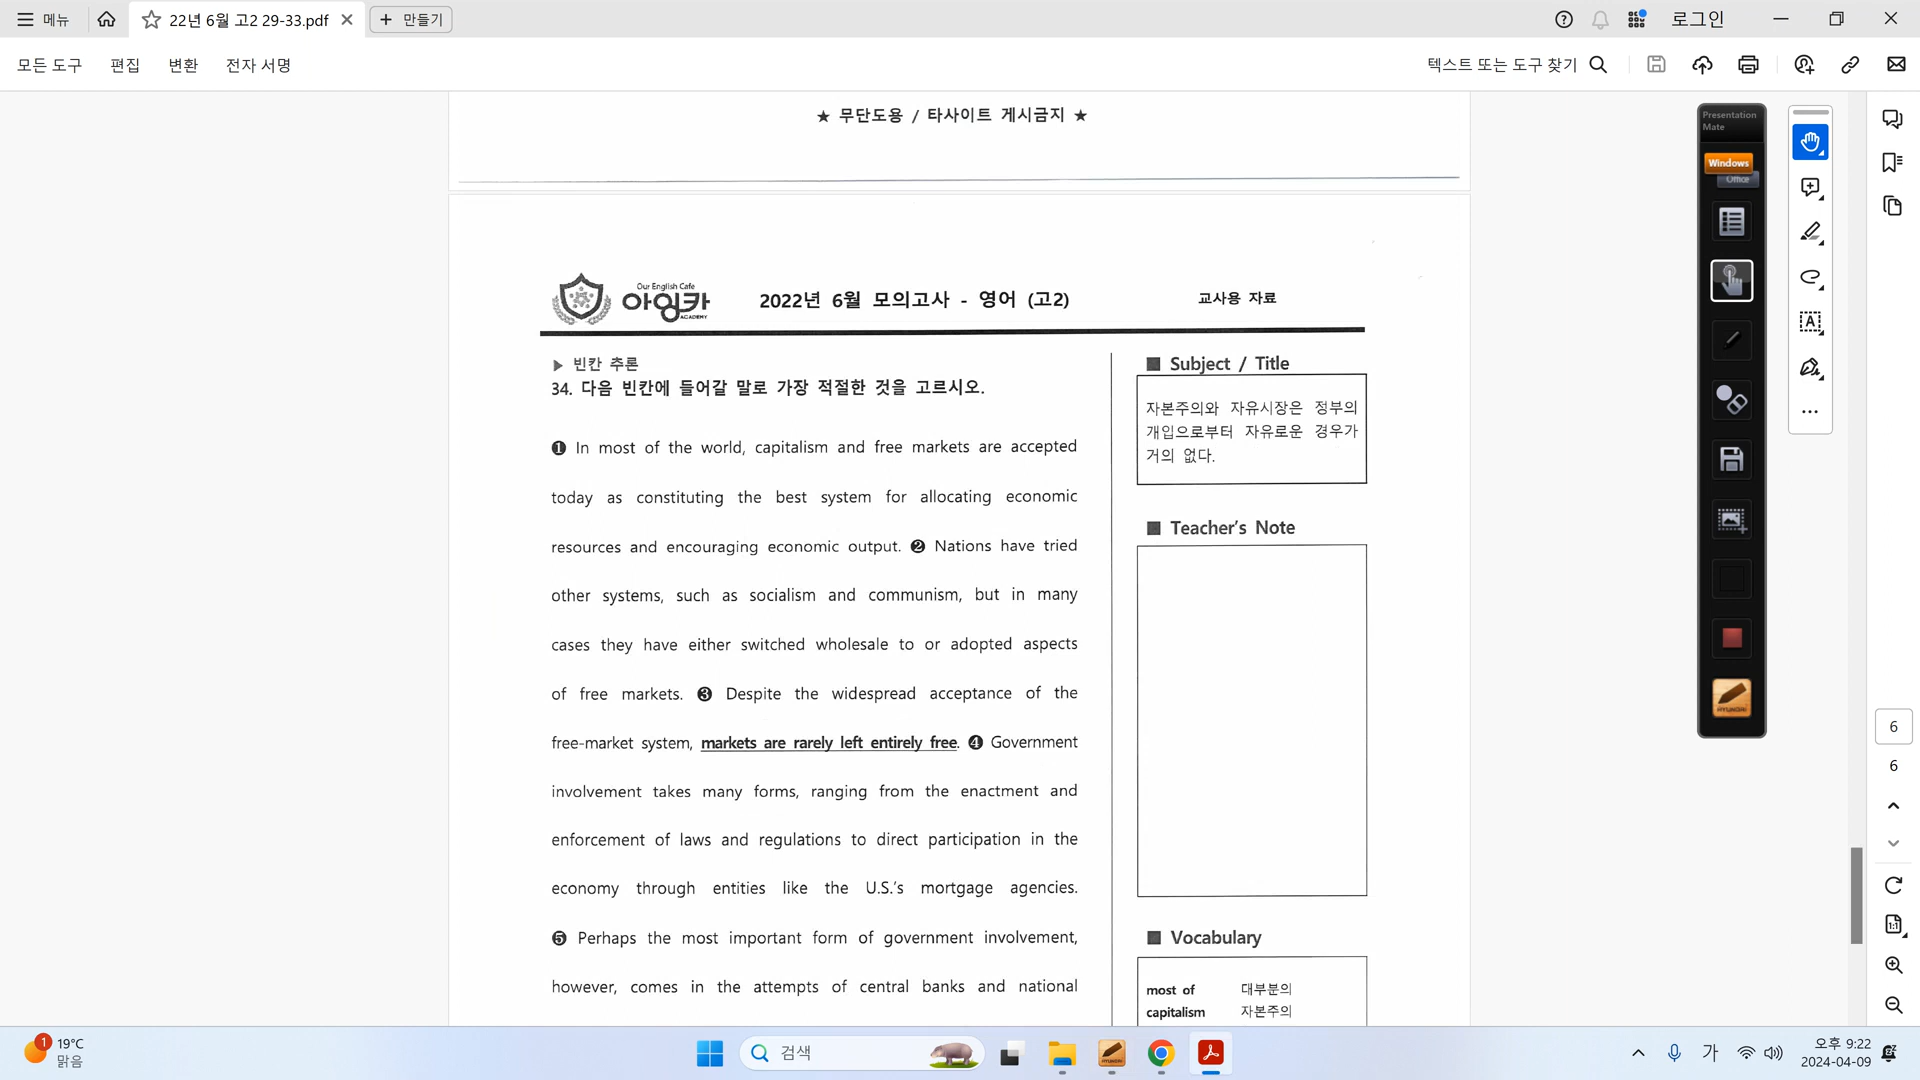 메뉴
22년 6월 고2 29-33.pdf
만들기
로그인
모든 도구 편집 변환 전자 서명
텍스트 또는 도구 찾기
★ 무단도용 / 타사이트 게시금지 ★
Our English Cafe
아잉카
ACADEMY
2022년 6월 모의고사 - 영어 (고2)
교사용 자료
▶ 빈칸 추론
34. 다음 빈칸에 들어갈 말로 가장 적절한 것을 고르시오.
❶ In most of the world, capitalism and free markets are accepted
today as constituting the best system for allocating economic
resources and encouraging economic output. ❷ Nations have tried
other systems, such as socialism and communism, but in many
cases they have either switched wholesale to or adopted aspects
of free markets. ❸ Despite the widespread acceptance of the
free-market system, markets are rarely left entirely free. ❹ Government
involvement takes many forms, ranging from the enactment and
enforcement of laws and regulations to direct participation in the
economy through entities like the U.S.'s mortgage agencies.
❺ Perhaps the most important form of government involvement,
however, comes in the attempts of central banks and national
■ Subject / Title
자본주의와 자유시장은 정부의
개입으로부터 자유로운 경우가
거의 없다.
■ Teacher's Note
■ Vocabulary
most of 대부분의
capitalism 자본주의
Presentation
Mate
Windows
Office
HYUNDAI
6
6
1
19°C
맑음
검색
가
오후 9:22
2024-04-09